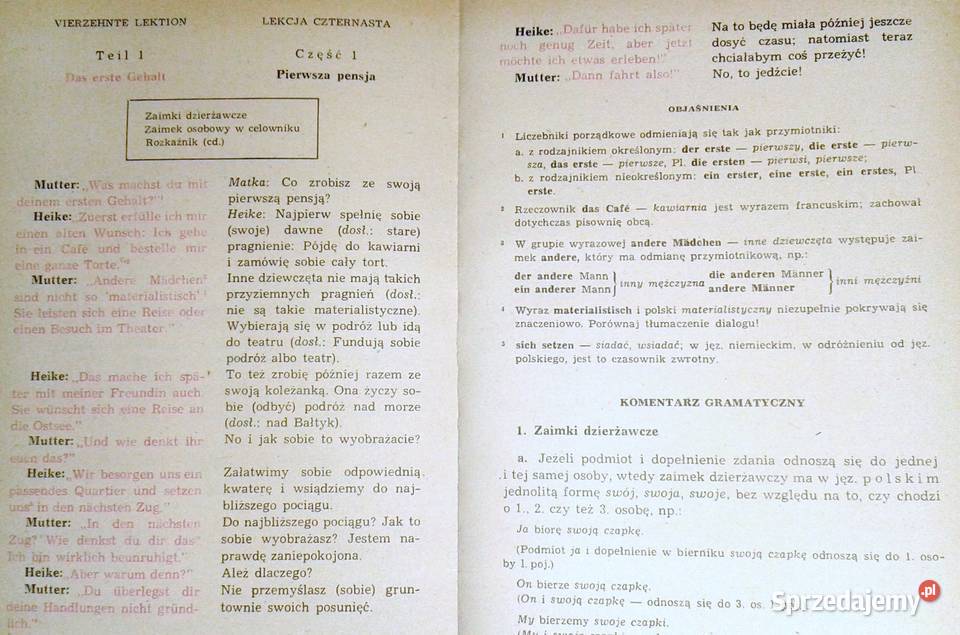 VIERZEHNTE LEKTION
Teil 1
Das erste Gehalt
LEKCJA CZTERNASTA
Część 1
Pierwsza pensja
Zaimki dzierżawcze
Zaimek osobowy w celowniku
Rozkaźnik (cd.)
Mutter: „Was machst du mit
deinem ersten Gehalt?"¹
Heike: „Zuerst erfülle ich mir
einen alten Wunsch: Ich gehe
in ein Café und bestelle mir
eine ganze Torte."²
Mutter: „Andere Mädchen³
sind nicht so 'materialistisch'⁴
Sie leisten sich eine Reise oder
einen Besuch im Theater."
Heike: „Das mache ich spä-
ter mit meiner Freundin auch.
Sie wünscht sich eine Reise an
die Ostsee."
Mutter: „Und wie denkt ihr
euch das?"
Heike: „Wir besorgen uns ein
passendes Quartier und setzen
uns⁵ in den nächsten Zug."
Mutter: „In den nächsten
Zug? Wie denkst du dir das?
Ich bin wirklich beunruhigt."
Heike: „Aber warum denn?"
Mutter: „Du überlegst dir
deine Handlungen nicht gründ-
lich."
Matka: Co zrobisz ze swoją
pierwszą pensją?
Heike: Najpierw spełnię sobie
(swoje) dawne (dosł.: stare)
pragnienie: Pójdę do kawiarni
i zamówię sobie cały tort.
Inne dziewczęta nie mają takich
przyziemnych pragnień (dosł.:
nie są takie materialistyczne).
Wybierają się w podróż lub idą
do teatru (dosł.: Fundują sobie
podróż albo teatr).
To też zrobię później razem ze
swoją koleżanką. Ona życzy so-
bie (odbyć) podróż nad morze
(dosł.: nad Bałtyk).
No i jak sobie to wyobrażacie?
Załatwimy sobie odpowiednią
kwaterę i wsiądziemy do naj-
bliższego pociągu.
Do najbliższego pociągu? Jak to
sobie wyobrażasz? Jestem na-
prawdę zaniepokojona.
Ależ dlaczego?
Nie przemyślasz (sobie) grun-
townie swoich posunięć.
Heike: „Dafür habe ich später
noch genug Zeit, aber jetzt
möchte ich etwas erleben!"
Mutter: „Dann fahrt also!"
Na to będę miała później jeszcze
dosyć czasu; natomiast teraz
chciałabym coś przeżyć!
No, to jedźcie!
OBJAŚNIENIA
¹ Liczebniki porządkowe odmieniają się tak jak przymiotniki:
a. z rodzajnikiem określonym: der erste — pierwszy, die erste — pierw-
sza, das erste — pierwsze, Pl. die ersten — pierwsi, pierwsze;
b. z rodzajnikiem nieokreślonym: ein erster, eine erste, ein erstes, Pl.
erste.
² Rzeczownik das Café — kawiarnia jest wyrazem francuskim; zachował
dotychczas pisownię obcą.
³ W grupie wyrazowej andere Mädchen — inne dziewczęta występuje zai-
mek andere, który ma odmianę przymiotnikową, np.:
der andere Mann
ein anderer Mann } inny mężczyzna
die anderen Männer
andere Männer } inni mężczyźni
⁴ Wyraz materialistisch i polski materialistyczny niezupełnie pokrywają się
znaczeniowo. Porównaj tłumaczenie dialogu!
⁵ sich setzen — siadać, wsiadać; w jęz. niemieckim, w odróżnieniu od jęz.
polskiego, jest to czasownik zwrotny.
KOMENTARZ GRAMATYCZNY
1. Zaimki dzierżawcze
a. Jeżeli podmiot i dopełnienie zdania odnoszą się do jednej
i tej samej osoby, wtedy zaimek dzierżawczy ma w jęz. polskim
jednolitą formę swój, swoja, swoje, bez względu na to, czy chodzi
o 1., 2. czy też 3. osobę, np.:
Ja biorę swoją czapkę.
(Podmiot ja i dopełnienie w bierniku swoją czapkę odnoszą się do 1. oso-
by l. poj.)
On bierze swoją czapkę.
(On i swoją czapkę — odnoszą się do 3. os.
My bierzemy swoje czapki.
Sprzedajemy.pl